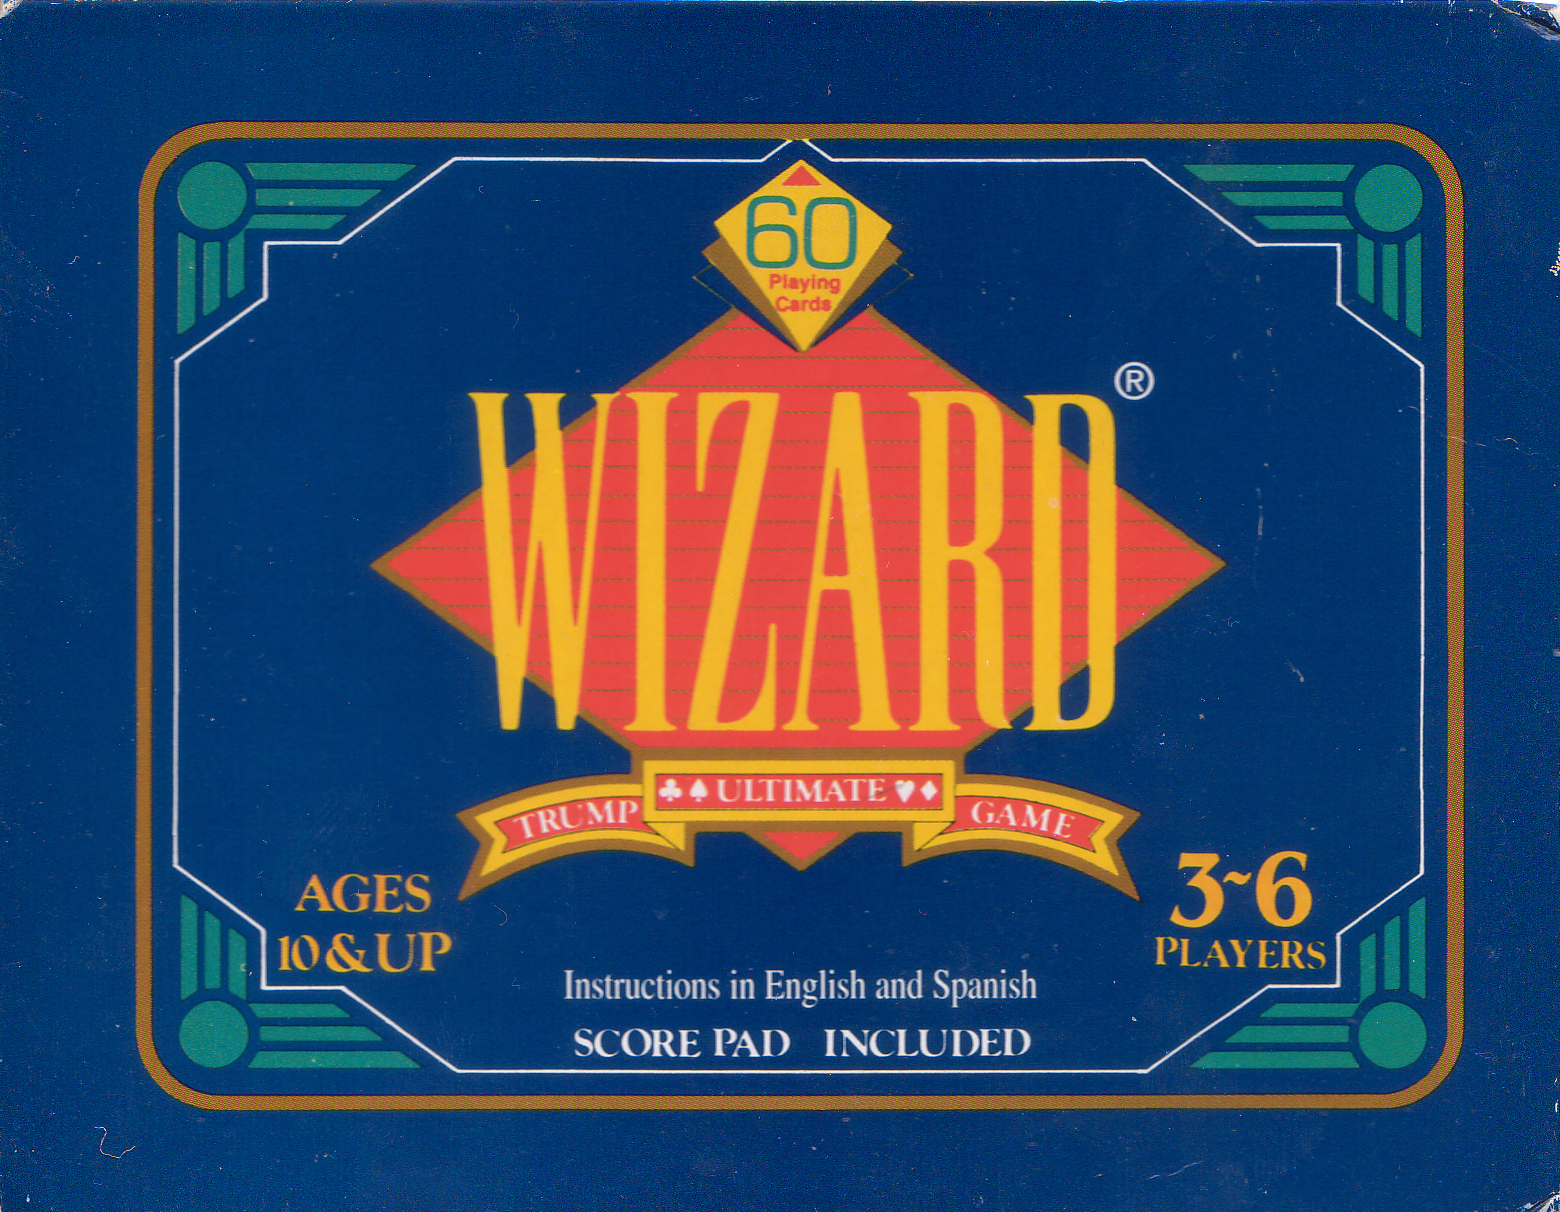 60
Playing
Cards
WIZARD®
TRUMP ♣♠ ULTIMATE ♥♦ GAME
AGES
10 & UP
3~6
PLAYERS
Instructions in English and Spanish
SCORE PAD INCLUDED